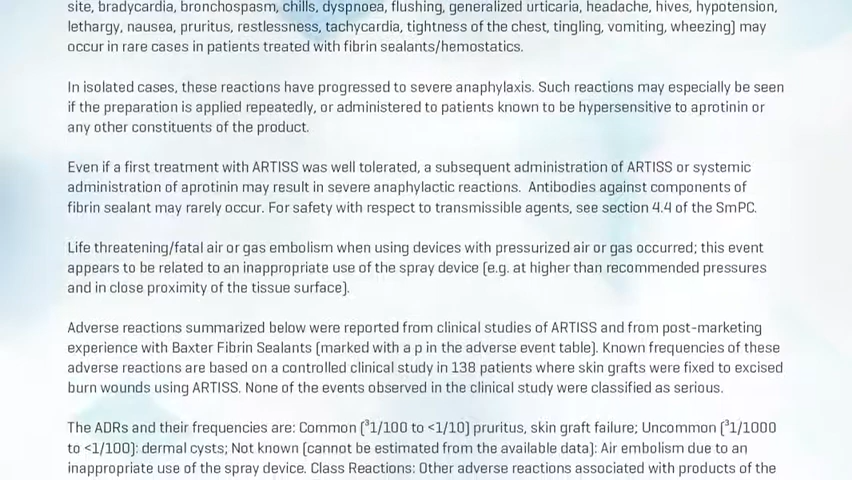 site, bradycardia, bronchospasm, chills, dyspnoea, flushing, generalized urticaria, headache, hives, hypotension,
lethargy, nausea, pruritus, restlessness, tachycardia, tightness of the chest, tingling, vomiting, wheezing) may
occur in rare cases in patients treated with fibrin sealants/hemostatics.
In isolated cases, these reactions have progressed to severe anaphylaxis. Such reactions may especially be seen
if the preparation is applied repeatedly, or administered to patients known to be hypersensitive to aprotinin or
any other constituents of the product.
Even if a first treatment with ARTISS was well tolerated, a subsequent administration of ARTISS or systemic
administration of aprotinin may result in severe anaphylactic reactions. Antibodies against components of
fibrin sealant may rarely occur. For safety with respect to transmissible agents, see section 4.4 of the SmPC.
Life threatening/fatal air or gas embolism when using devices with pressurized air or gas occurred; this event
appears to be related to an inappropriate use of the spray device (e.g. at higher than recommended pressures
and in close proximity of the tissue surface).
Adverse reactions summarized below were reported from clinical studies of ARTISS and from post-marketing
experience with Baxter Fibrin Sealants (marked with a p in the adverse event table). Known frequencies of these
adverse reactions are based on a controlled clinical study in 138 patients where skin grafts were fixed to excised
burn wounds using ARTISS. None of the events observed in the clinical study were classified as serious.
The ADRs and their frequencies are: Common (³1/100 to <1/10) pruritus, skin graft failure; Uncommon (³1/1000
to <1/100): dermal cysts; Not known (cannot be estimated from the available data): Air embolism due to an
inappropriate use of the spray device. Class Reactions: Other adverse reactions associated with products of the